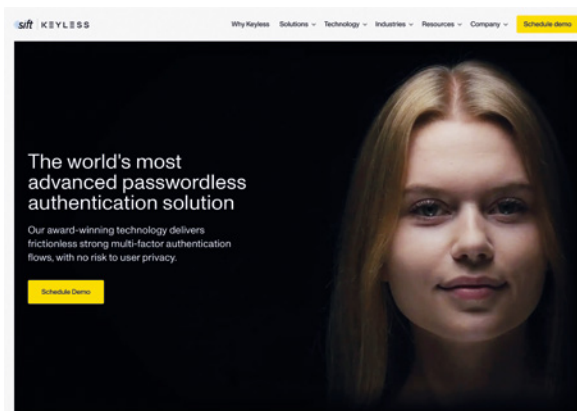 sift KEYLESS
Why Keyless Solutions Technology Industries Resources Company Schedule demo
The world's most
advanced passwordless
authentication solution
Our award-winning technology delivers
frictionless strong multi-factor authentication
flows, with no risk to user privacy.
Schedule Demo